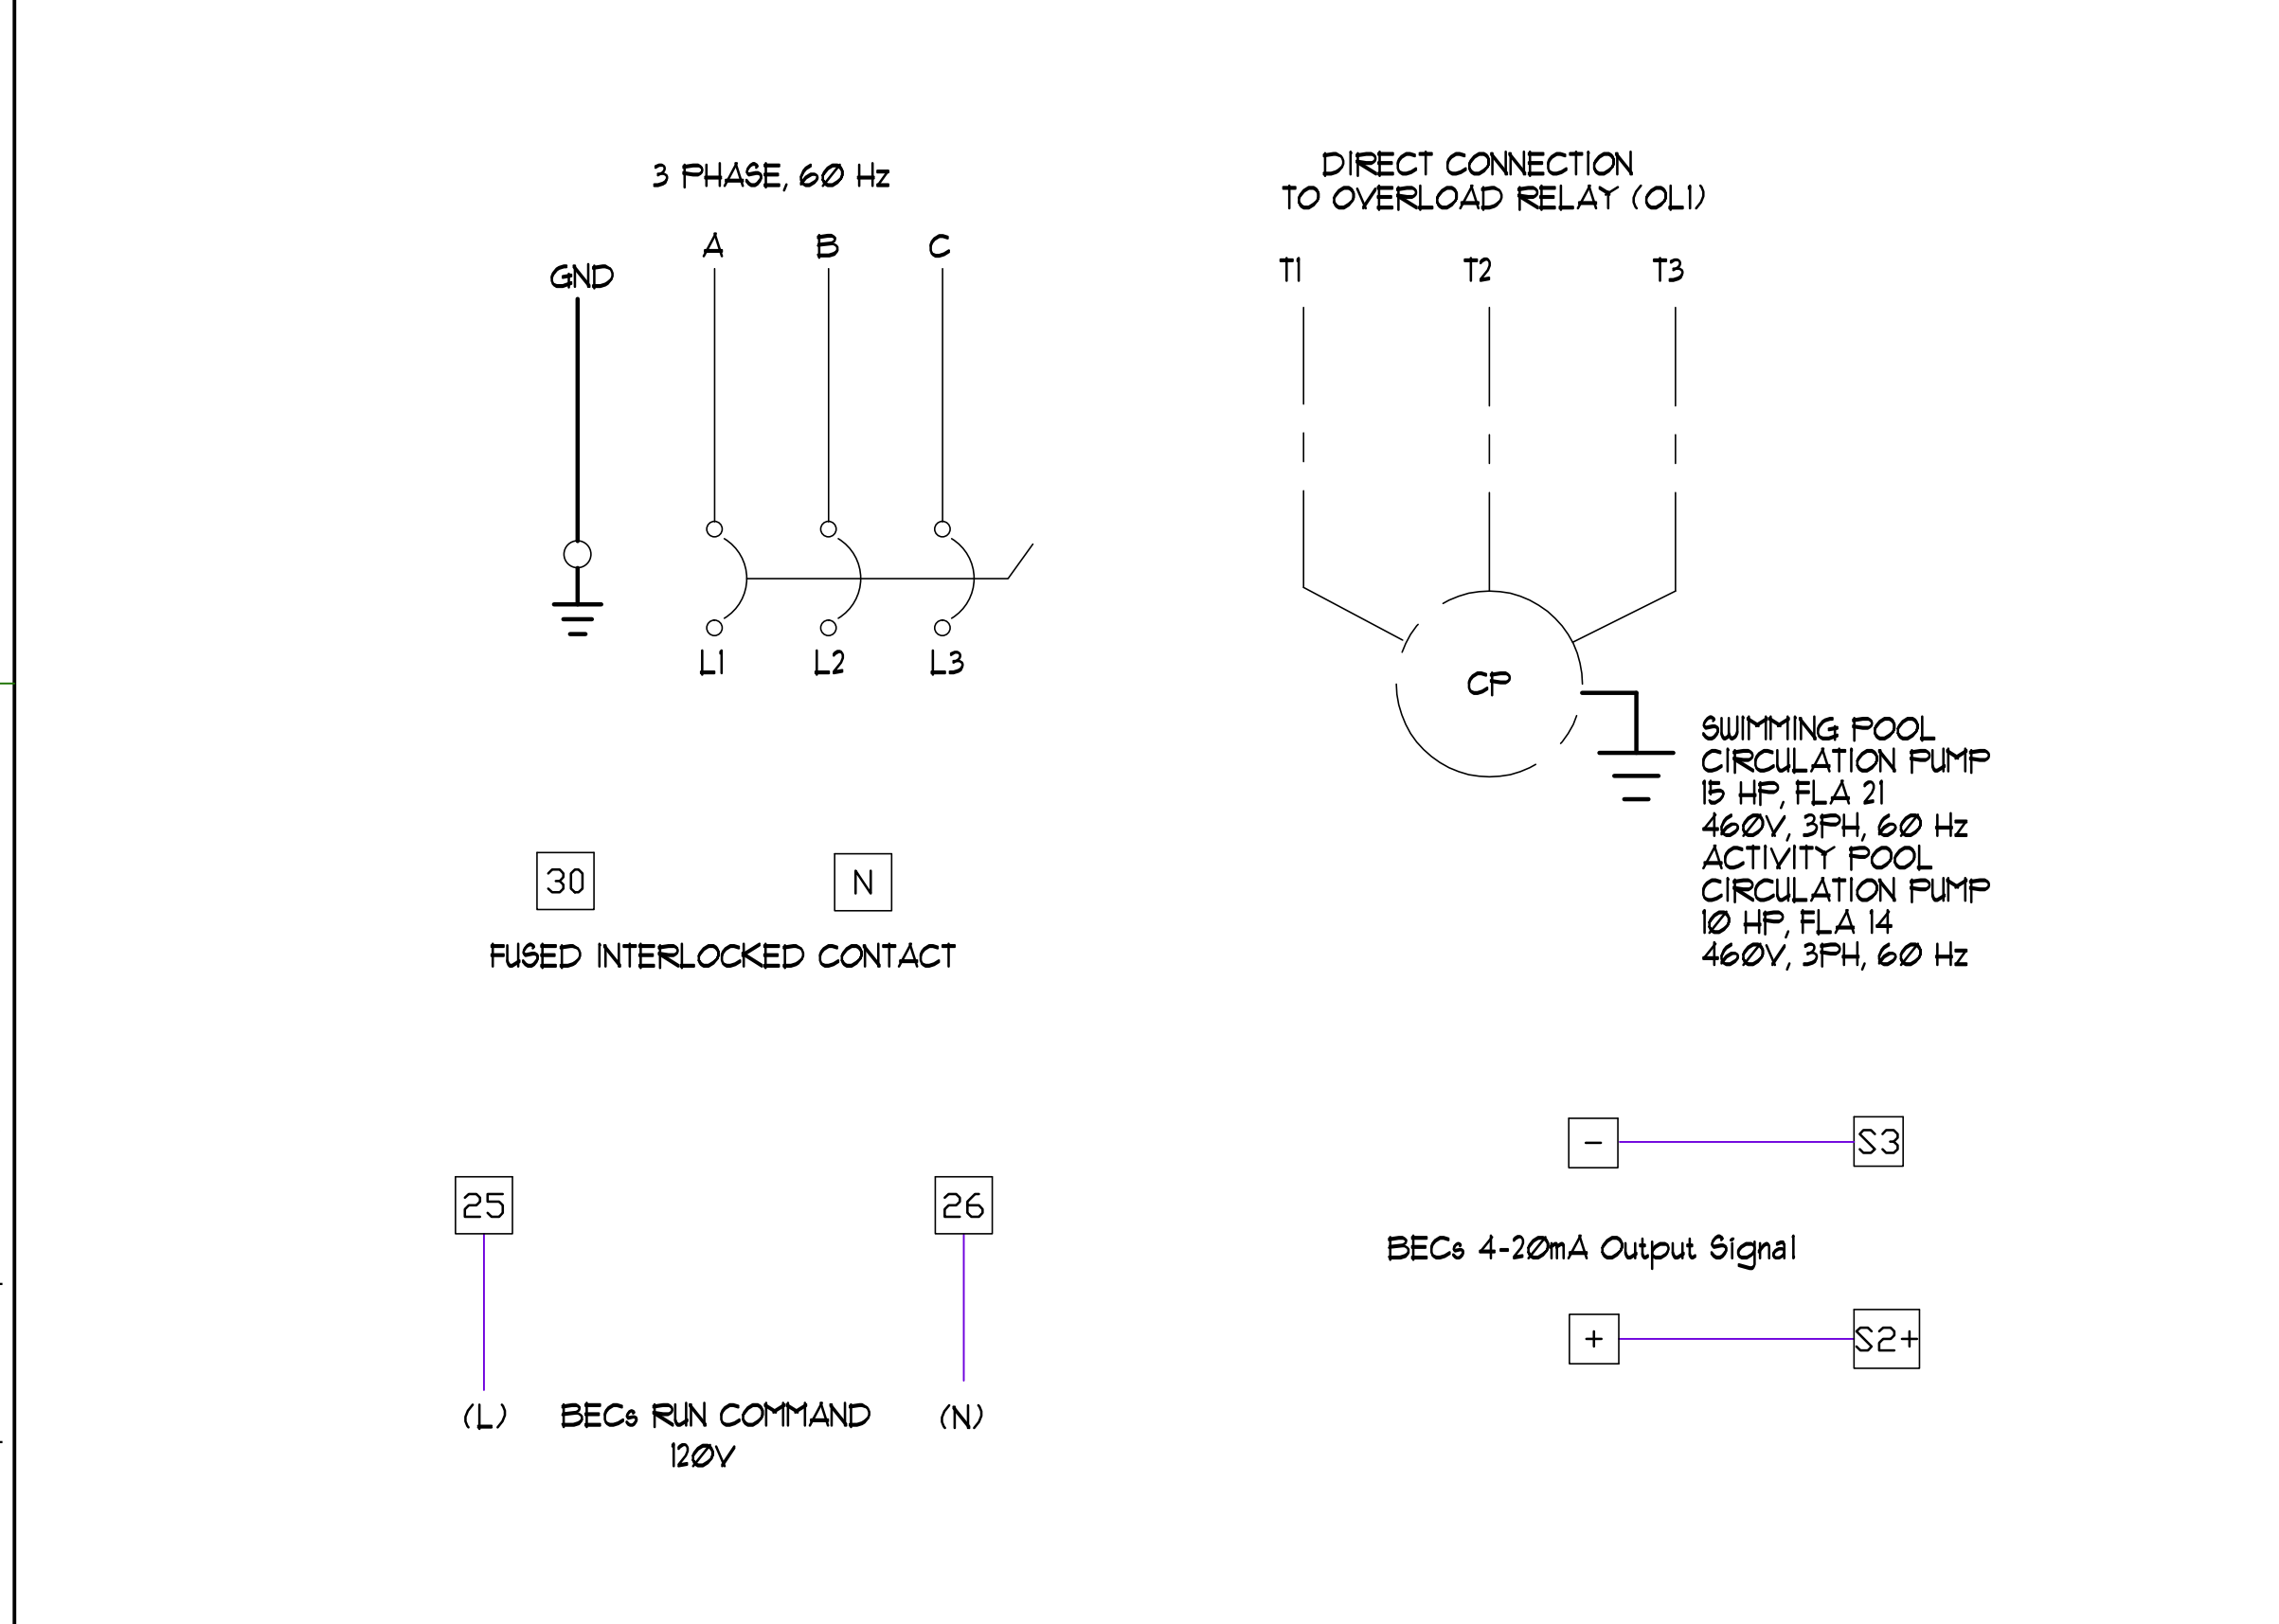 3 PHASE, 60 Hz
GND
A B C
L1 L2 L3
DIRECT CONNECTION
TO OVERLOAD RELAY (OL1)
T1 T2 T3
CP
SWIMMING POOL
CIRCULATION PUMP
15 HP, FLA 21
460V, 3PH, 60 Hz
ACTIVITY POOL
CIRCULATION PUMP
10 HP, FLA 14
460V, 3PH, 60 Hz
30 N
FUSED INTERLOCKED CONTACT
25 26
(L) BECs RUN COMMAND (N)
120V
- S3
BECs 4-20mA Output Signal
+ S2+